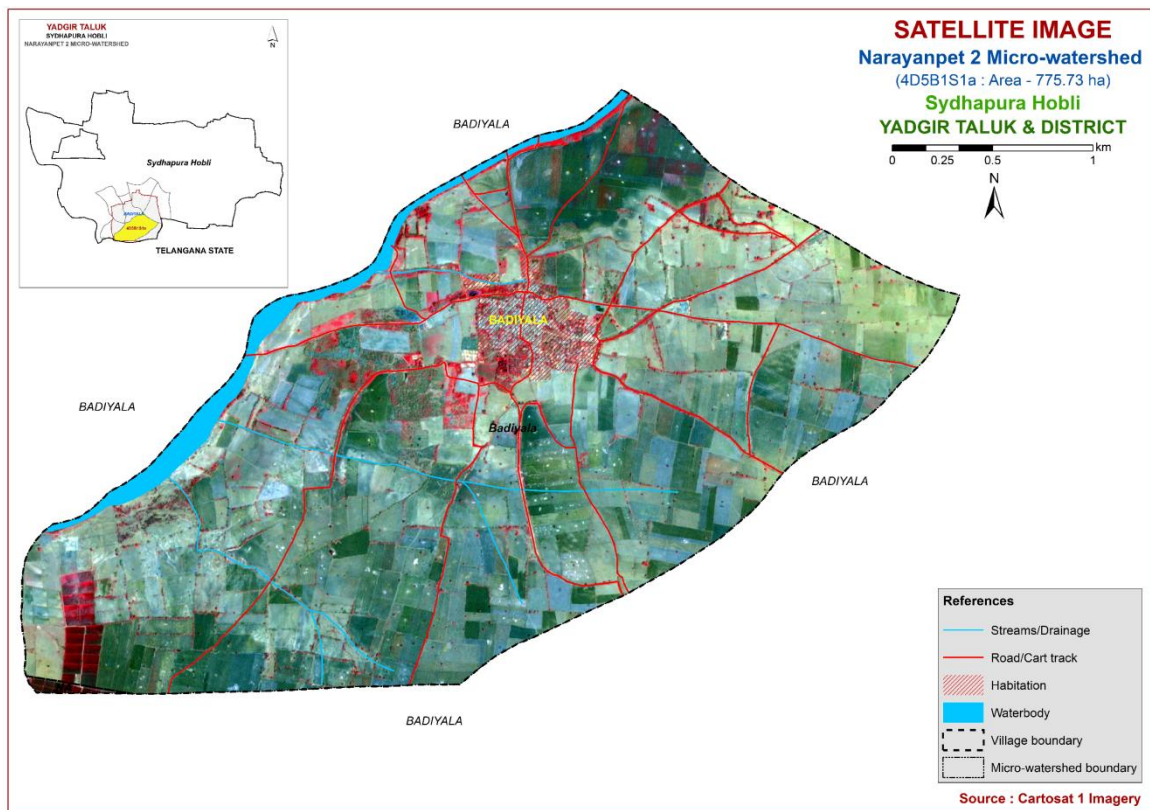 YADGIR TALUK
SYDHAPURA HOBLI
NARAYANPET 2 MICRO-WATERSHED
N
Sydhapura Hobli
BADIYALA
4D5B1S1a
TELANGANA STATE
SATELLITE IMAGE
Narayanpet 2 Micro-watershed
(4D5B1S1a : Area - 775.73 ha)
Sydhapura Hobli
YADGIR TALUK & DISTRICT
km
0 0.25 0.5 1
N
BADIYALA
BADIYALA
BADIYALA
Badiyala
BADIYALA
BADIYALA
References
Streams/Drainage
Road/Cart track
Habitation
Waterbody
Village boundary
Micro-watershed boundary
Source : Cartosat 1 Imagery